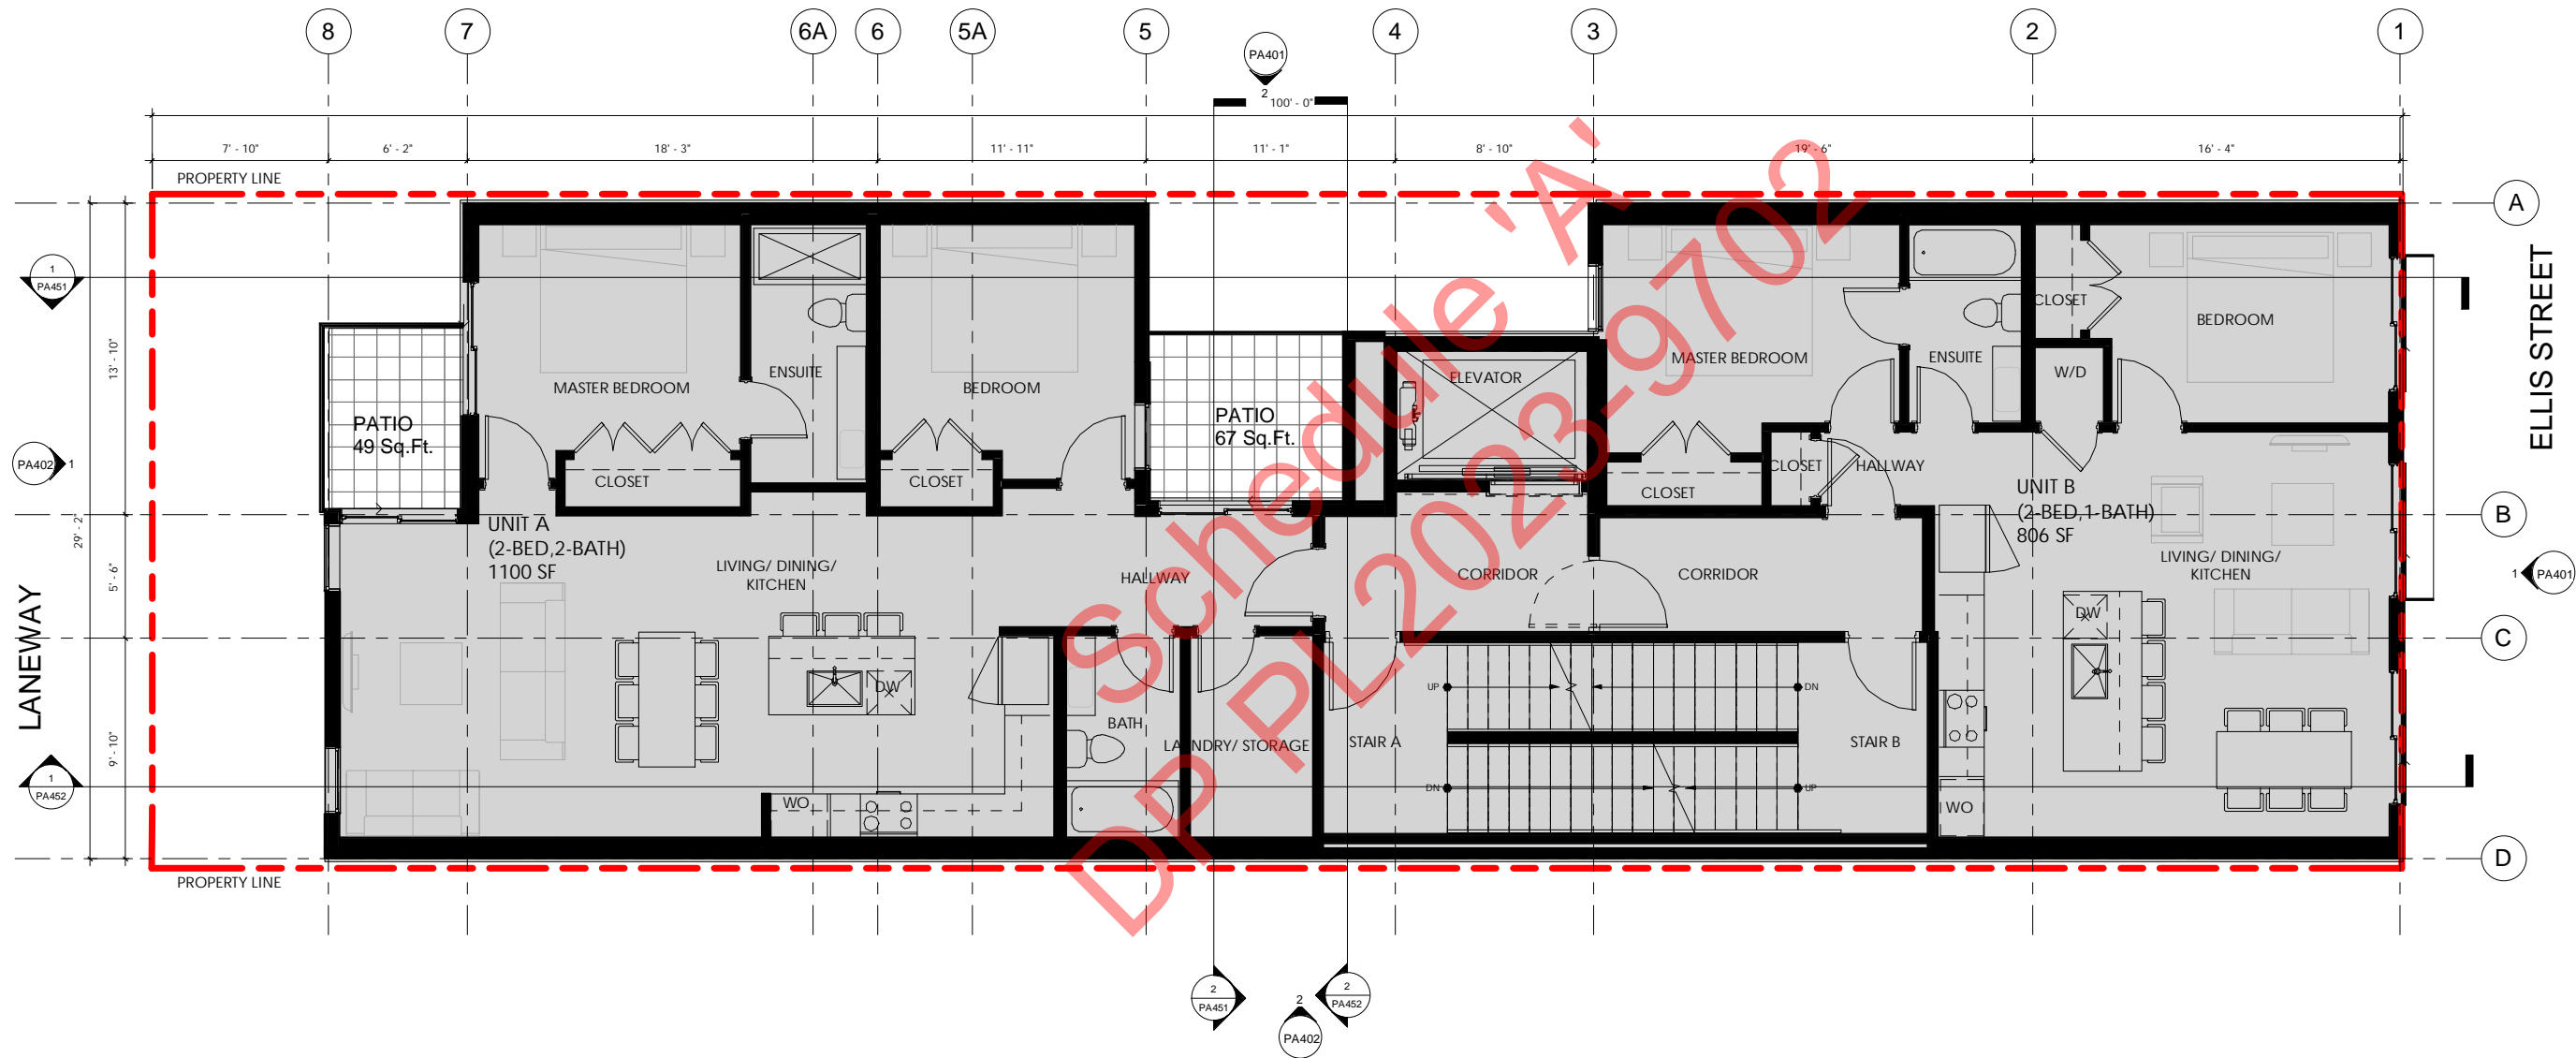 8
7
6A
6
5A
5
4
3
2
1
PA401
2
100' - 0"
7' - 10"
6' - 2"
18' - 3"
11' - 11"
11' - 1"
8' - 10"
19' - 6"
16' - 4"
PROPERTY LINE
A
B
C
D
1
PA451
PA402
1
1
PA452
29' - 2"
13' - 10"
5' - 6"
9' - 10"
LANEWAY
ELLIS STREET
1
PA401
PATIO
49 Sq.Ft.
MASTER BEDROOM
CLOSET
ENSUITE
BEDROOM
CLOSET
PATIO
67 Sq.Ft.
ELEVATOR
MASTER BEDROOM
CLOSET
CLOSET
HALLWAY
ENSUITE
CLOSET
W/D
BEDROOM
UNIT A
(2-BED,2-BATH)
1100 SF
LIVING/ DINING/
KITCHEN
HALLWAY
CORRIDOR
CORRIDOR
UNIT B
(2-BED,1-BATH)
806 SF
LIVING/ DINING/
KITCHEN
DW
DW
WO
BATH
LAUNDRY/ STORAGE
STAIR A
UP
DN
DN
UP
STAIR B
WO
PROPERTY LINE
2
PA451
2
PA402
2
PA452
Schedule 'A'
DP PL2023-9702